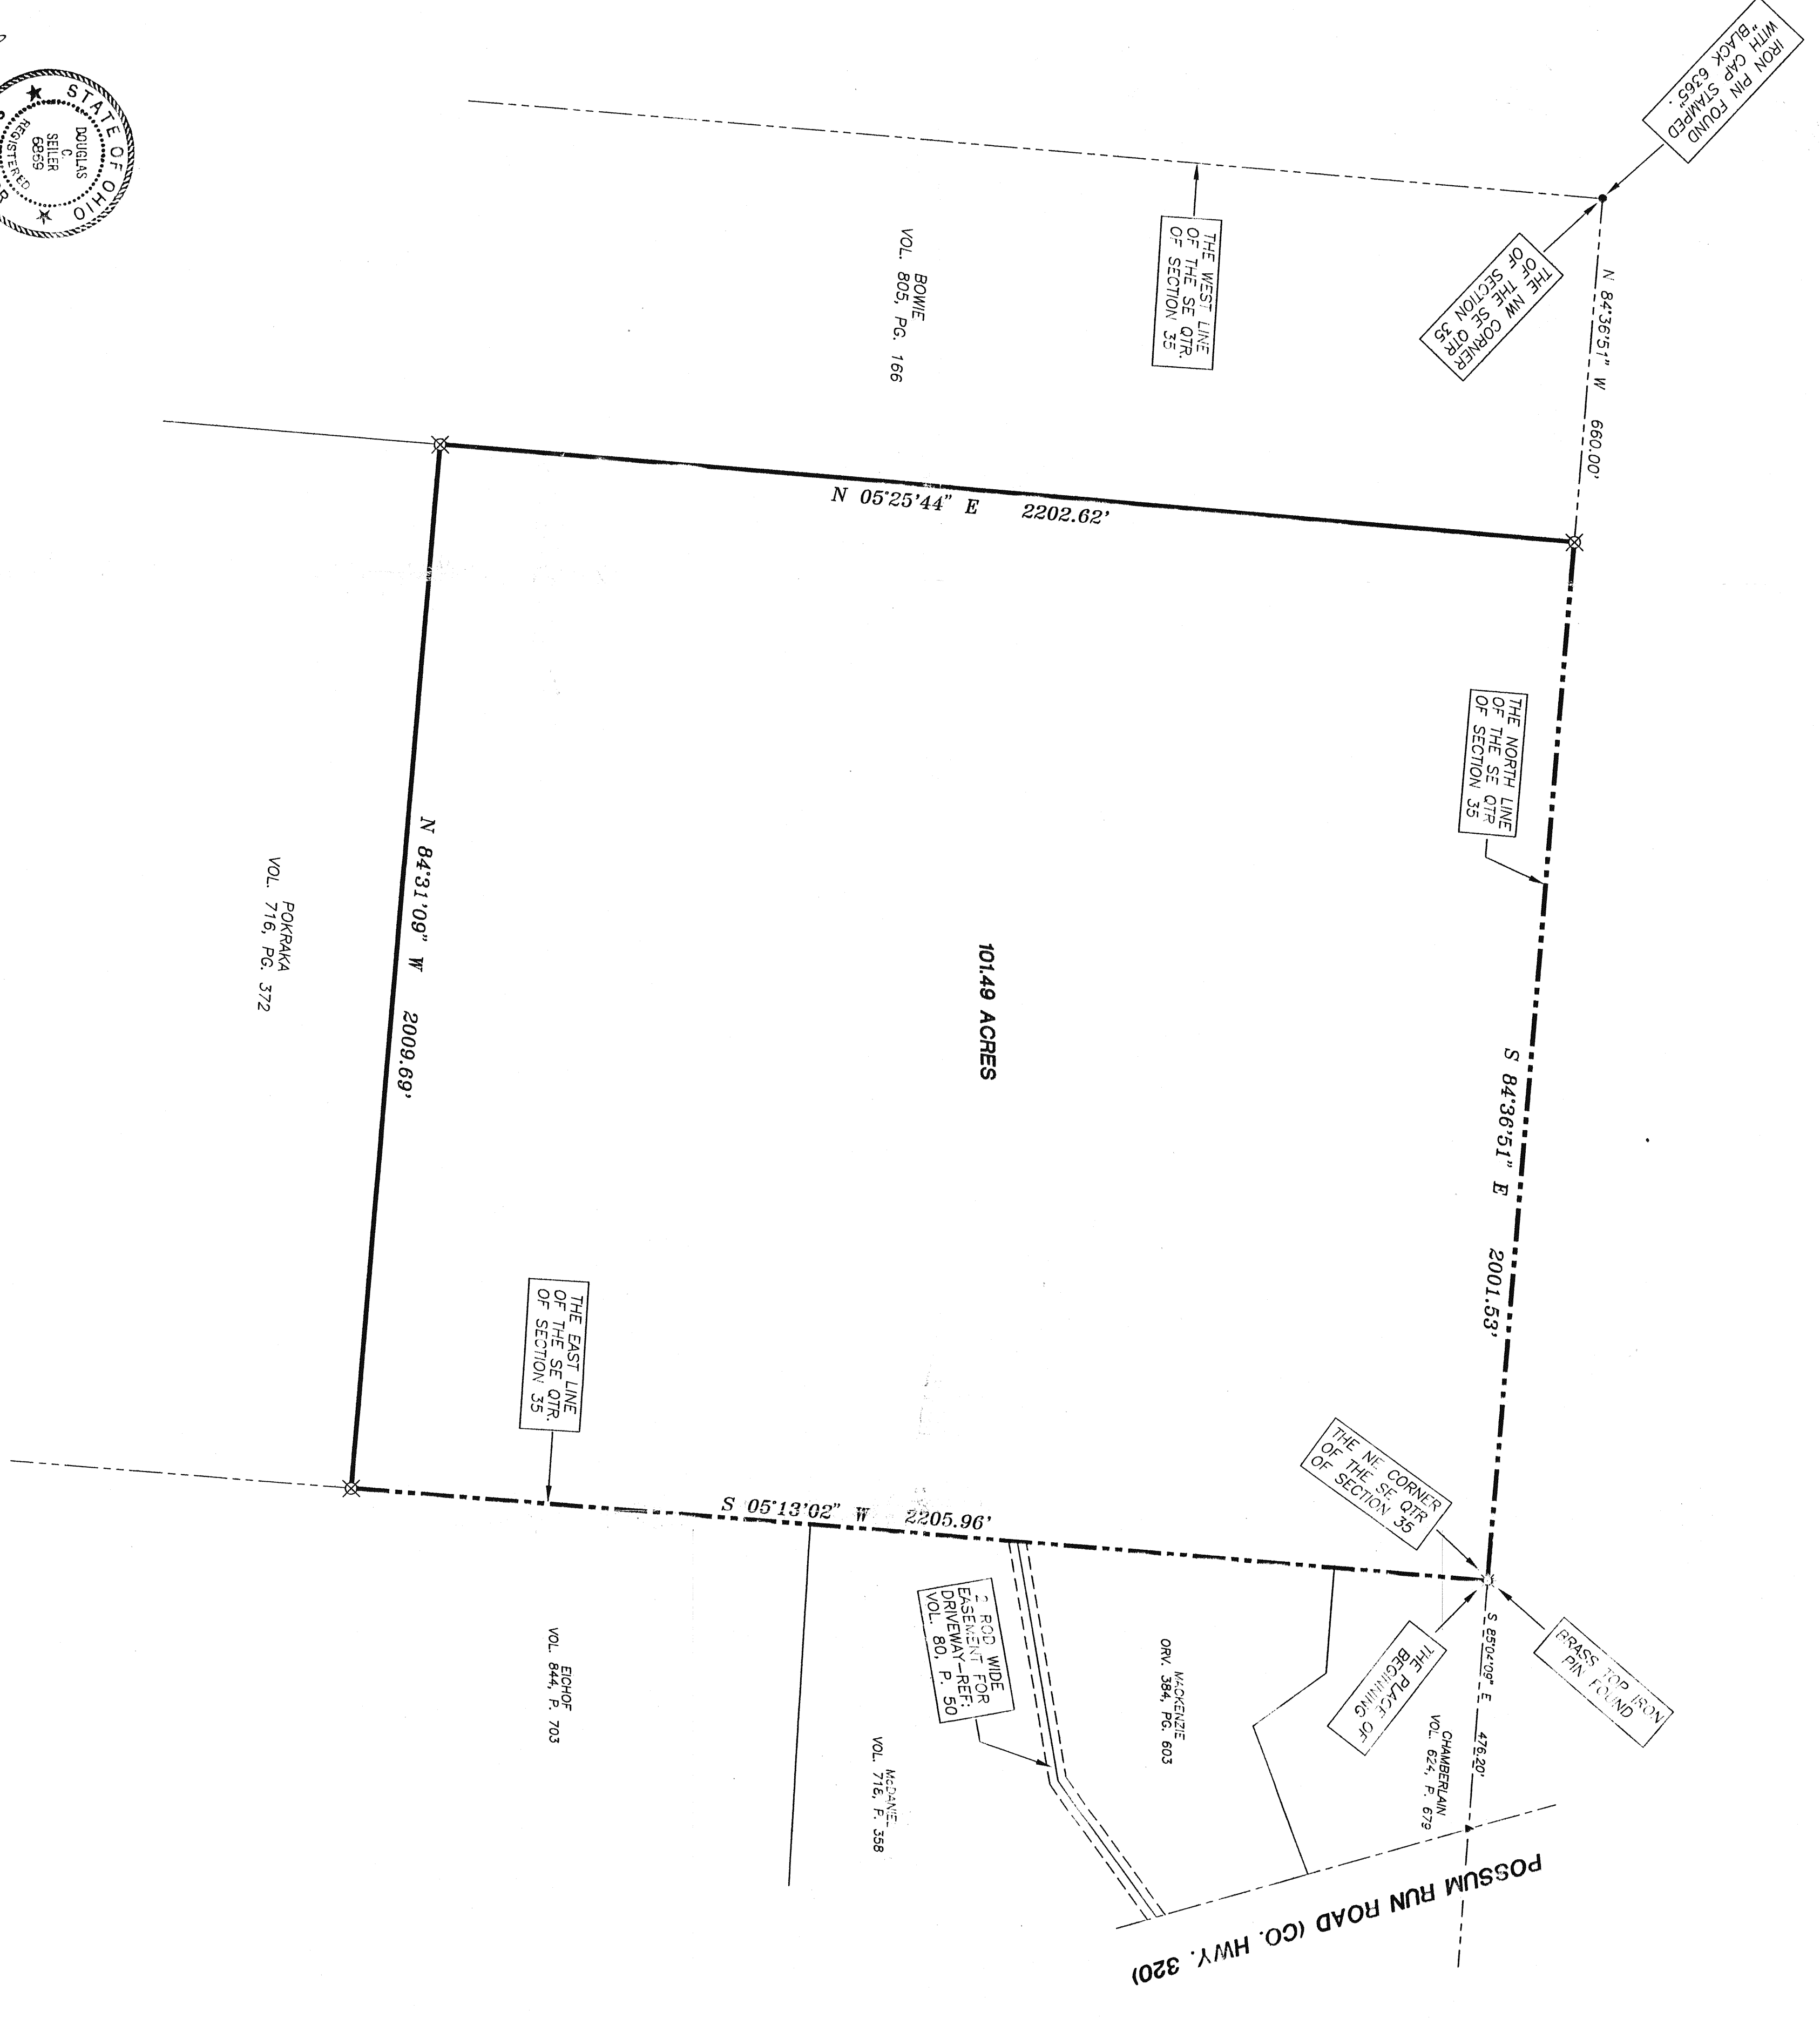 IRON PIN FOUND
WITH CAP STAMPED
"BLACK 6365".
THE NW CORNER
OF THE SE QTR
OF SECTION 35
N 84°36'51" W 660.00'
THE WEST LINE
OF THE SE QTR.
OF SECTION 35
BOWIE
VOL. 805, PG. 166
N 05°25'44" E 2202.62'
THE NORTH LINE
OF THE SE QTR
OF SECTION 35
S 84°36'51" E 2001.53'
101.49 ACRES
N 84°31'09" W 2009.69'
POKRAKA
VOL. 716, PG. 372
THE EAST LINE
OF THE SE QTR.
OF SECTION 35
S 05°13'02" W 2205.96'
THE NE CORNER
OF THE SE QTR
OF SECTION 35
BRASS TOP IRON
PIN FOUND
THE PLACE OF
BEGINNING OF
S 85°04'09" E 476.20'
CHAMBERLAIN
VOL. 624, P. 679
MACKENZIE
ORV. 384, PG. 603
2 ROD WIDE
EASEMENT FOR
DRIVEWAY-REF:
VOL. 80, P. 50
McDANIEL
VOL. 718, P. 358
EICHOF
VOL. 844, P. 703
POSSUM RUN ROAD (CO. HWY. 320)
STATE OF OHIO
DOUGLAS
C.
SEILER
6869
REGISTERED